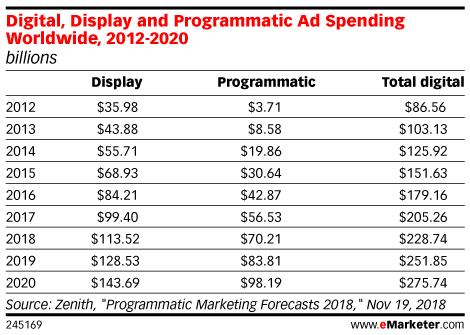 Digital, Display and Programmatic Ad Spending
Worldwide, 2012-2020
billions
Display Programmatic Total digital
2012 $35.98 $3.71 $86.56
2013 $43.88 $8.58 $103.13
2014 $55.71 $19.86 $125.92
2015 $68.93 $30.64 $151.63
2016 $84.21 $42.87 $179.16
2017 $99.40 $56.53 $205.26
2018 $113.52 $70.21 $228.74
2019 $128.53 $83.81 $251.85
2020 $143.69 $98.19 $275.74
Source: Zenith, "Programmatic Marketing Forecasts 2018," Nov 19, 2018
245169 www.eMarketer.com